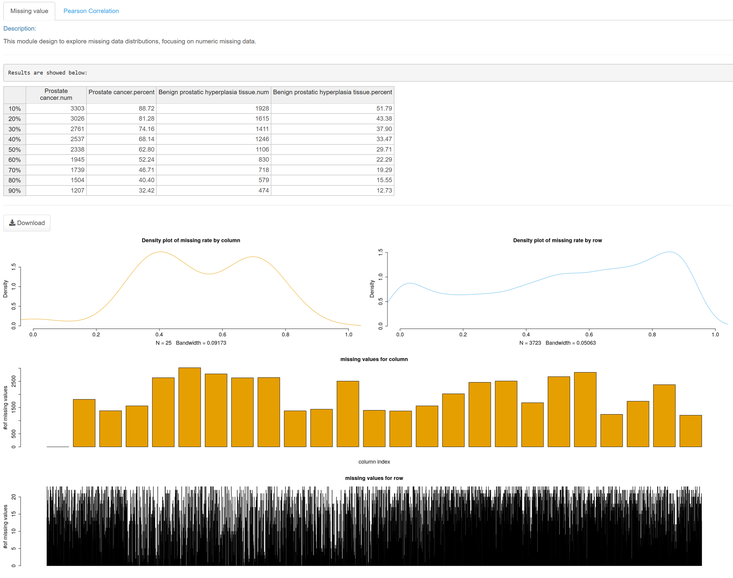 Missing value Pearson Correlation
Description:
This module design to explore missing data distributions, focusing on numeric missing data.
Results are showed below:
Prostate cancer.num Prostate cancer.percent Benign prostatic hyperplasia tissue.num Benign prostatic hyperplasia tissue.percent
10% 3303 88.72 1928 51.79
20% 3026 81.28 1615 43.38
30% 2761 74.16 1411 37.90
40% 2537 68.14 1246 33.47
50% 2338 62.80 1106 29.71
60% 1945 52.24 830 22.29
70% 1739 46.71 718 19.29
80% 1504 40.40 579 15.55
90% 1207 32.42 474 12.73
Download
Density plot of missing rate by column
Density
0.0 0.5 1.0 1.5
0.0 0.2 0.4 0.6 0.8 1.0
N = 25 Bandwidth = 0.09173
Density plot of missing rate by row
Density
0.0 0.5 1.0 1.5
0.0 0.2 0.4 0.6 0.8 1.0
N = 3723 Bandwidth = 0.05063
missing values for column
#of missing values
0 500 1500 2500
column index
missing values for row
#of missing values
0 5 10 15 20